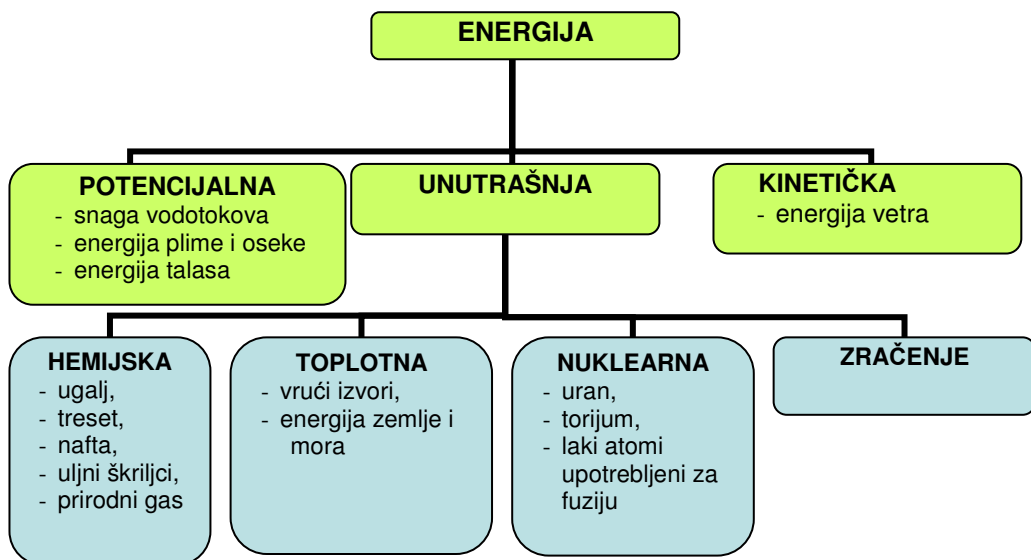 ENERGIJA
POTENCIJALNA
- snaga vodotokova
- energija plime i oseke
- energija talasa
UNUTRAŠNJA
KINETIČKA
- energija vetra
HEMIJSKA
- ugalj,
- treset,
- nafta,
- uljni škriljci,
- prirodni gas
TOPLOTNA
- vrući izvori,
- energija zemlje i
mora
NUKLEARNA
- uran,
- torijum,
- laki atomi
upotrebljeni za
fuziju
ZRAČENJE